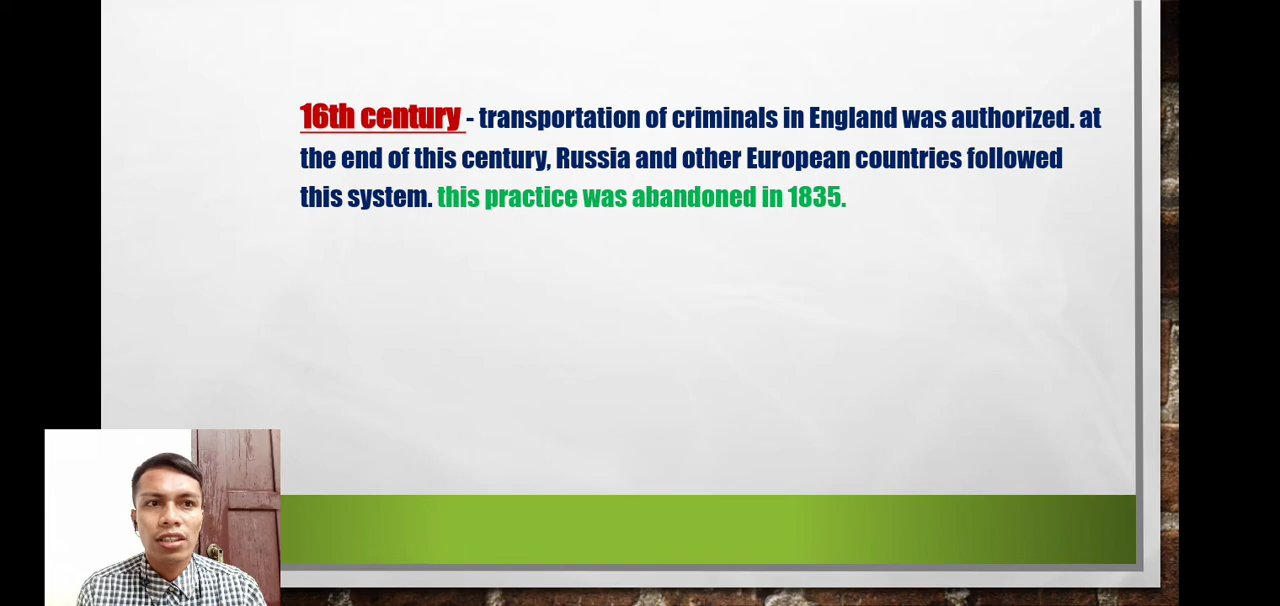 16th century - transportation of criminals in England was authorized. at
the end of this century, Russia and other European countries followed
this system. this practice was abandoned in 1835.